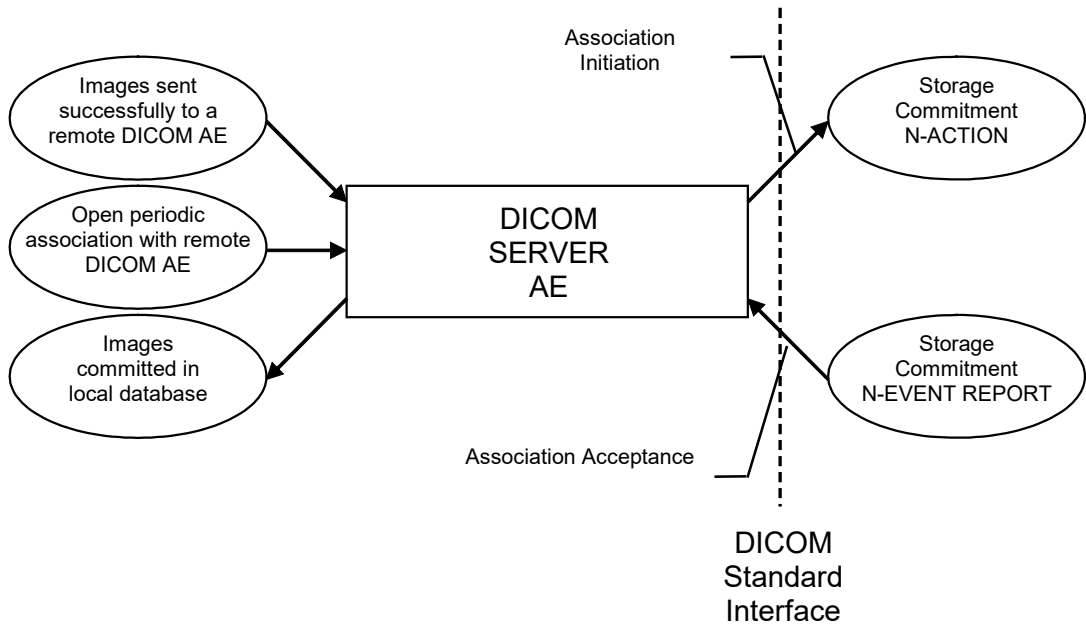 Association
Initiation
Images sent
successfully to a
remote DICOM AE
Storage
Commitment
N-ACTION
Open periodic
association with remote
DICOM AE
DICOM
SERVER
AE
Images
committed in
local database
Storage
Commitment
N-EVENT REPORT
Association Acceptance
DICOM
Standard
Interface